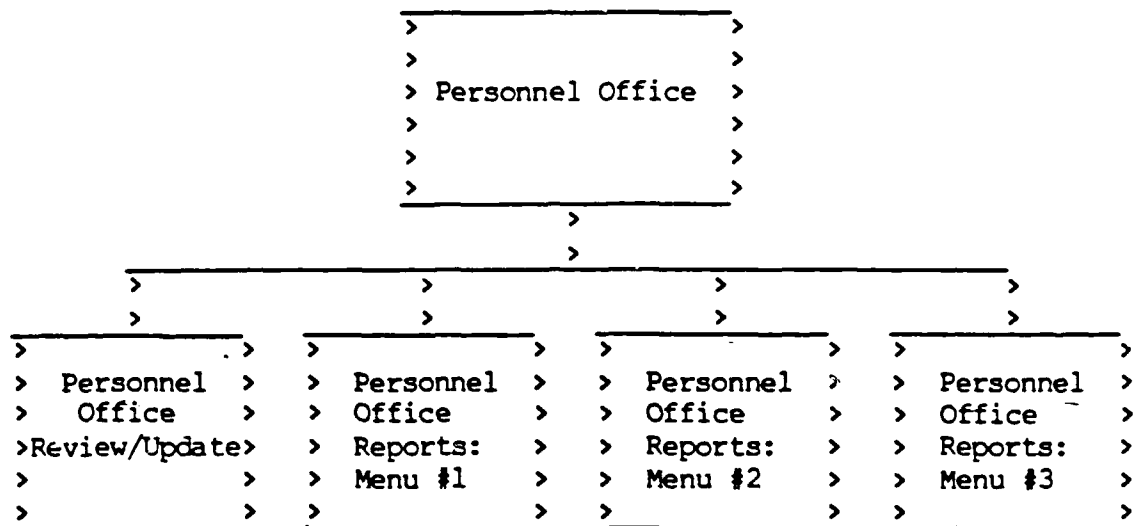 Personnel Office
Personnel
Office
Review/Update
Personnel
Office
Reports:
Menu #1
Personnel
Office
Reports:
Menu #2
Personnel
Office
Reports:
Menu #3